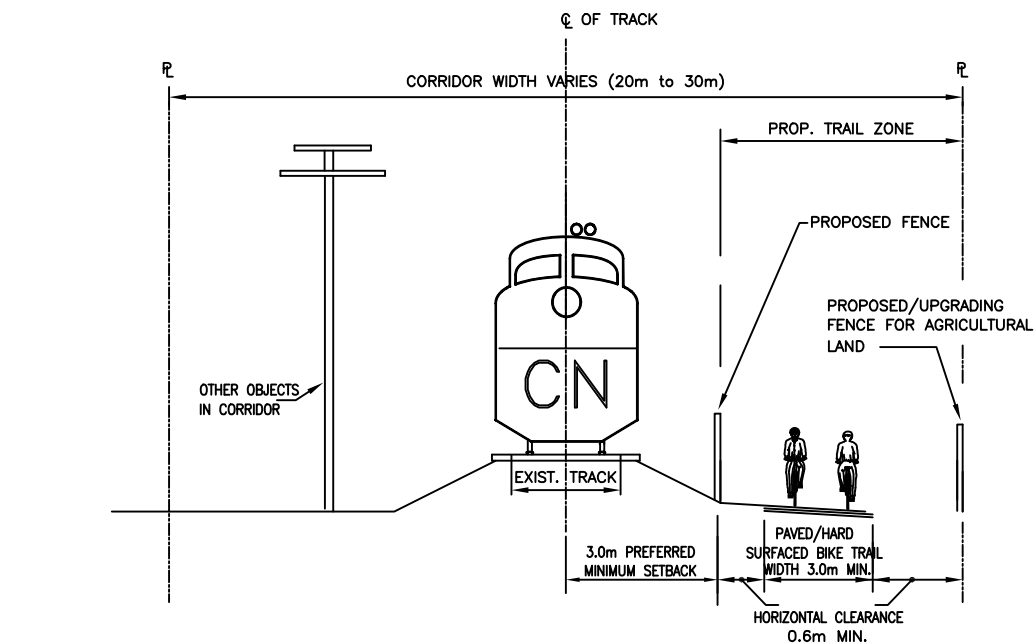 ℄ OF TRACK
℄ ℄
CORRIDOR WIDTH VARIES (20m to 30m)
PROP. TRAIL ZONE
PROPOSED FENCE
PROPOSED/UPGRADING
FENCE FOR AGRICULTURAL
LAND
OTHER OBJECTS
IN CORRIDOR
CN
EXIST. TRACK
3.0m PREFERRED
MINIMUM SETBACK
PAVED/HARD
SURFACED BIKE TRAIL
WIDTH 3.0m MIN.
HORIZONTAL CLEARANCE
0.6m MIN.